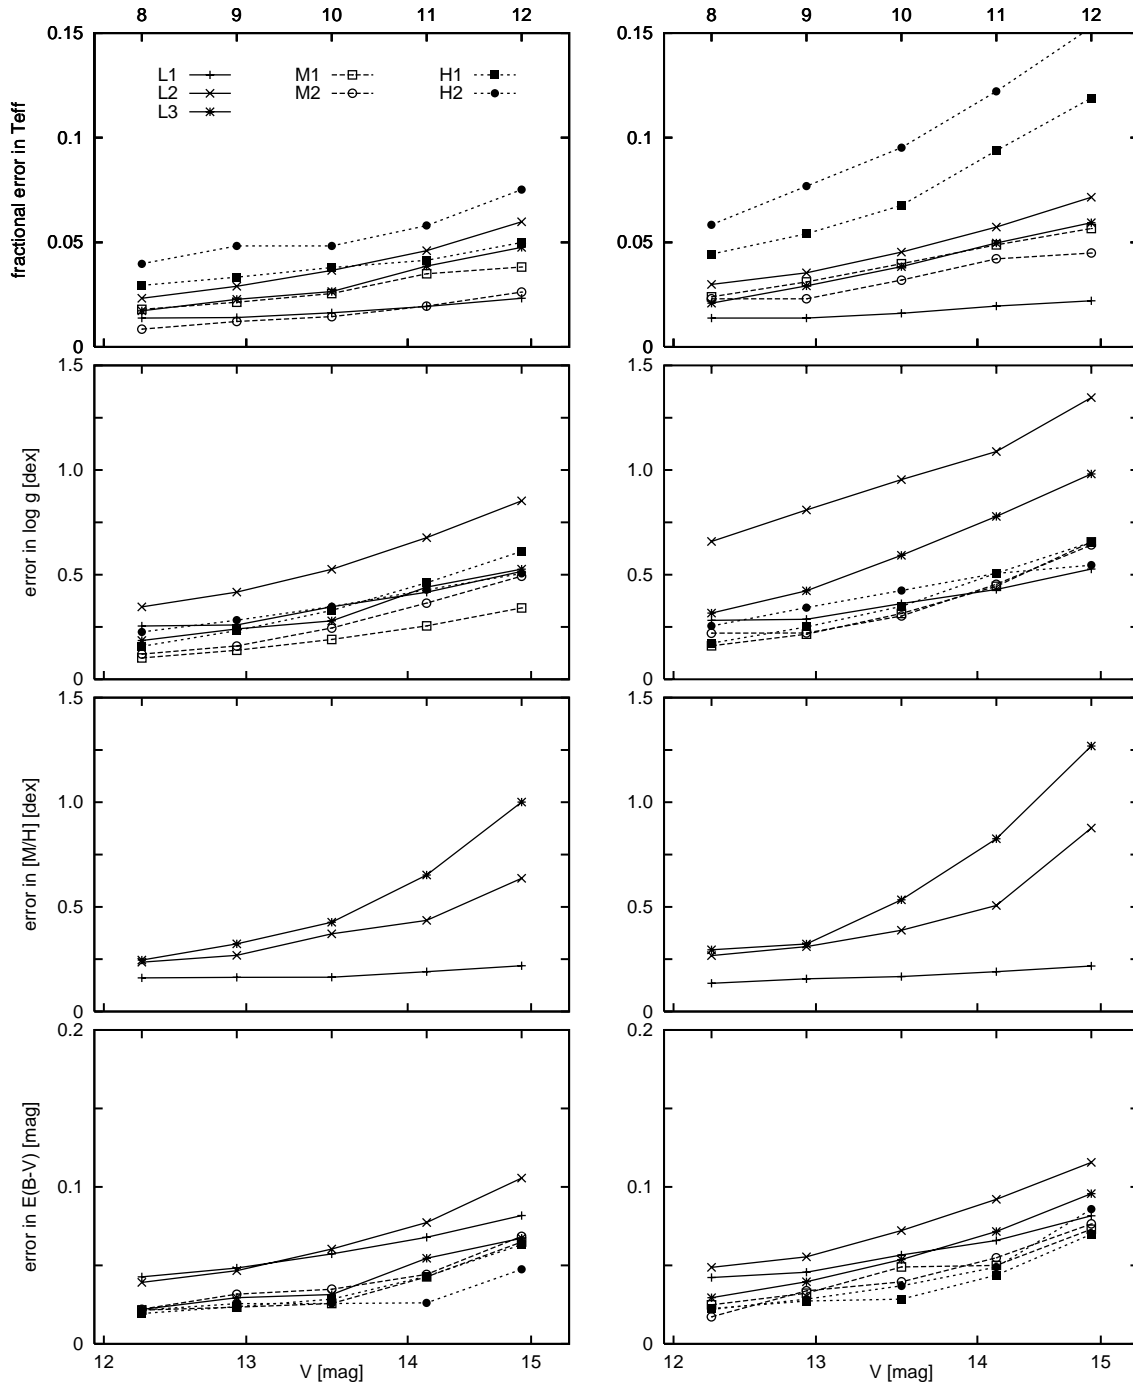 8 9 10 11 12
8 9 10 11 12
0.15
0.1
0.05
0
fractional error in Teff
L1 M1 H1
L2 M2 H2
L3
0.15
0.1
0.05
0
1.5
1.0
0.5
0
error in log g [dex]
1.5
1.0
0.5
0
1.5
1.0
0.5
0
error in [M/H] [dex]
1.5
1.0
0.5
0
0.2
0.1
0
error in E(B-V) [mag]
0.2
0.1
0
12 13 14 15
V [mag]
12 13 14 15
V [mag]